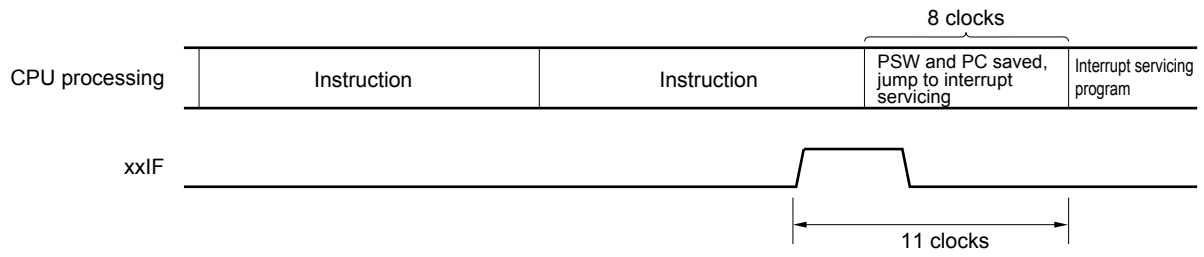 8 clocks
CPU processing
Instruction
Instruction
PSW and PC saved,
jump to interrupt
servicing
Interrupt servicing
program
xxIF
11 clocks